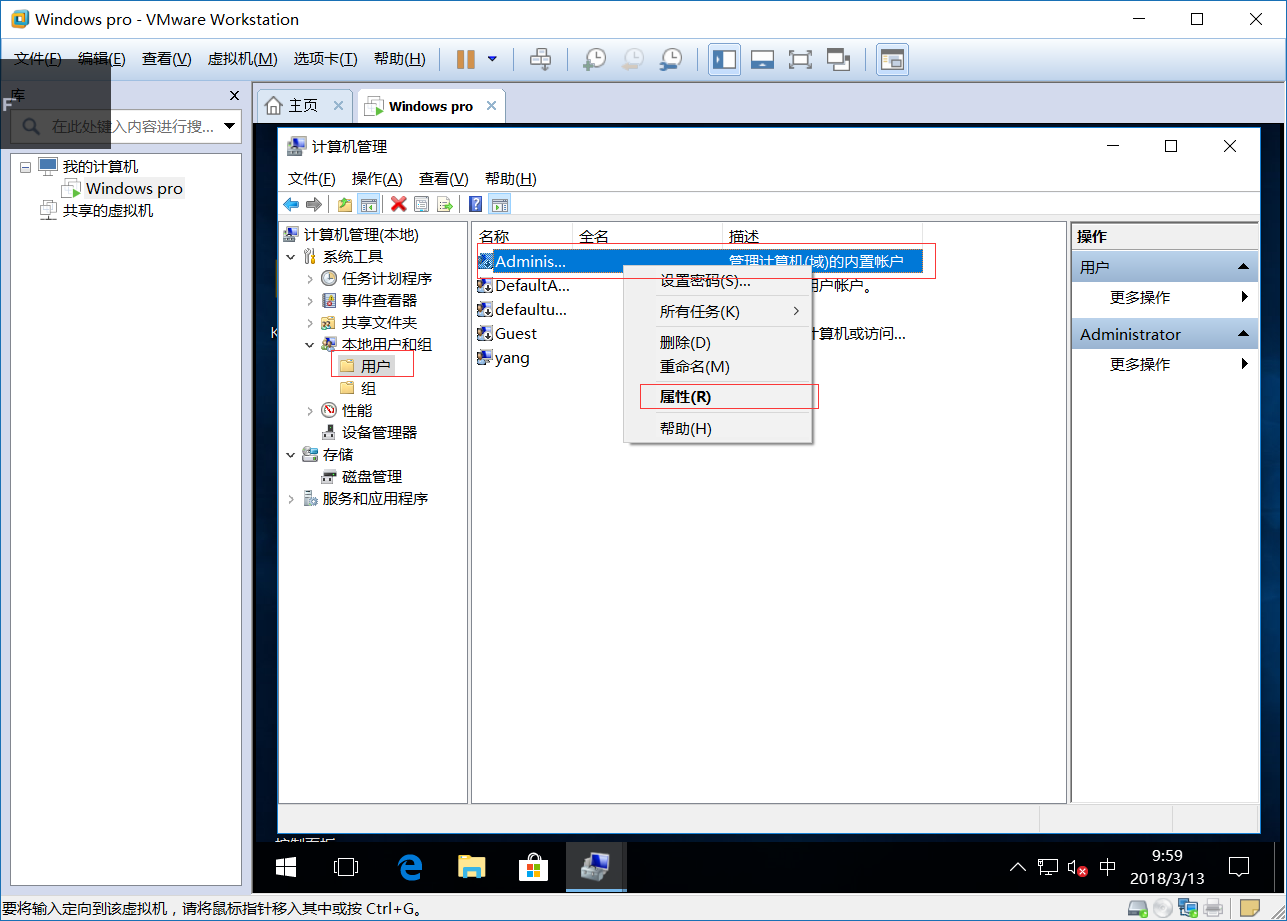 Windows pro - VMware Workstation
文件(F) 编辑(E) 查看(V) 虚拟机(M) 选项卡(T) 帮助(H)
库
F
在此处键入内容进行搜...
我的计算机
Windows pro
共享的虚拟机
主页
Windows pro
计算机管理
文件(F) 操作(A) 查看(V) 帮助(H)
计算机管理(本地)
系统工具
任务计划程序
事件查看器
共享文件夹
本地用户和组
用户
组
性能
设备管理器
存储
磁盘管理
服务和应用程序
名称 全名 描述
Adminis... 管理计算机(域)的内置帐户
DefaultA... 用户帐户。
defaultu...
Guest 计算机或访问...
yang
设置密码(S)...
所有任务(K)
删除(D)
重命名(M)
属性(R)
帮助(H)
操作
用户
更多操作
Administrator
更多操作
K
控制面板
中
9:59
2018/3/13
要将输入定向到该虚拟机，请将鼠标指针移入其中或按 Ctrl+G。